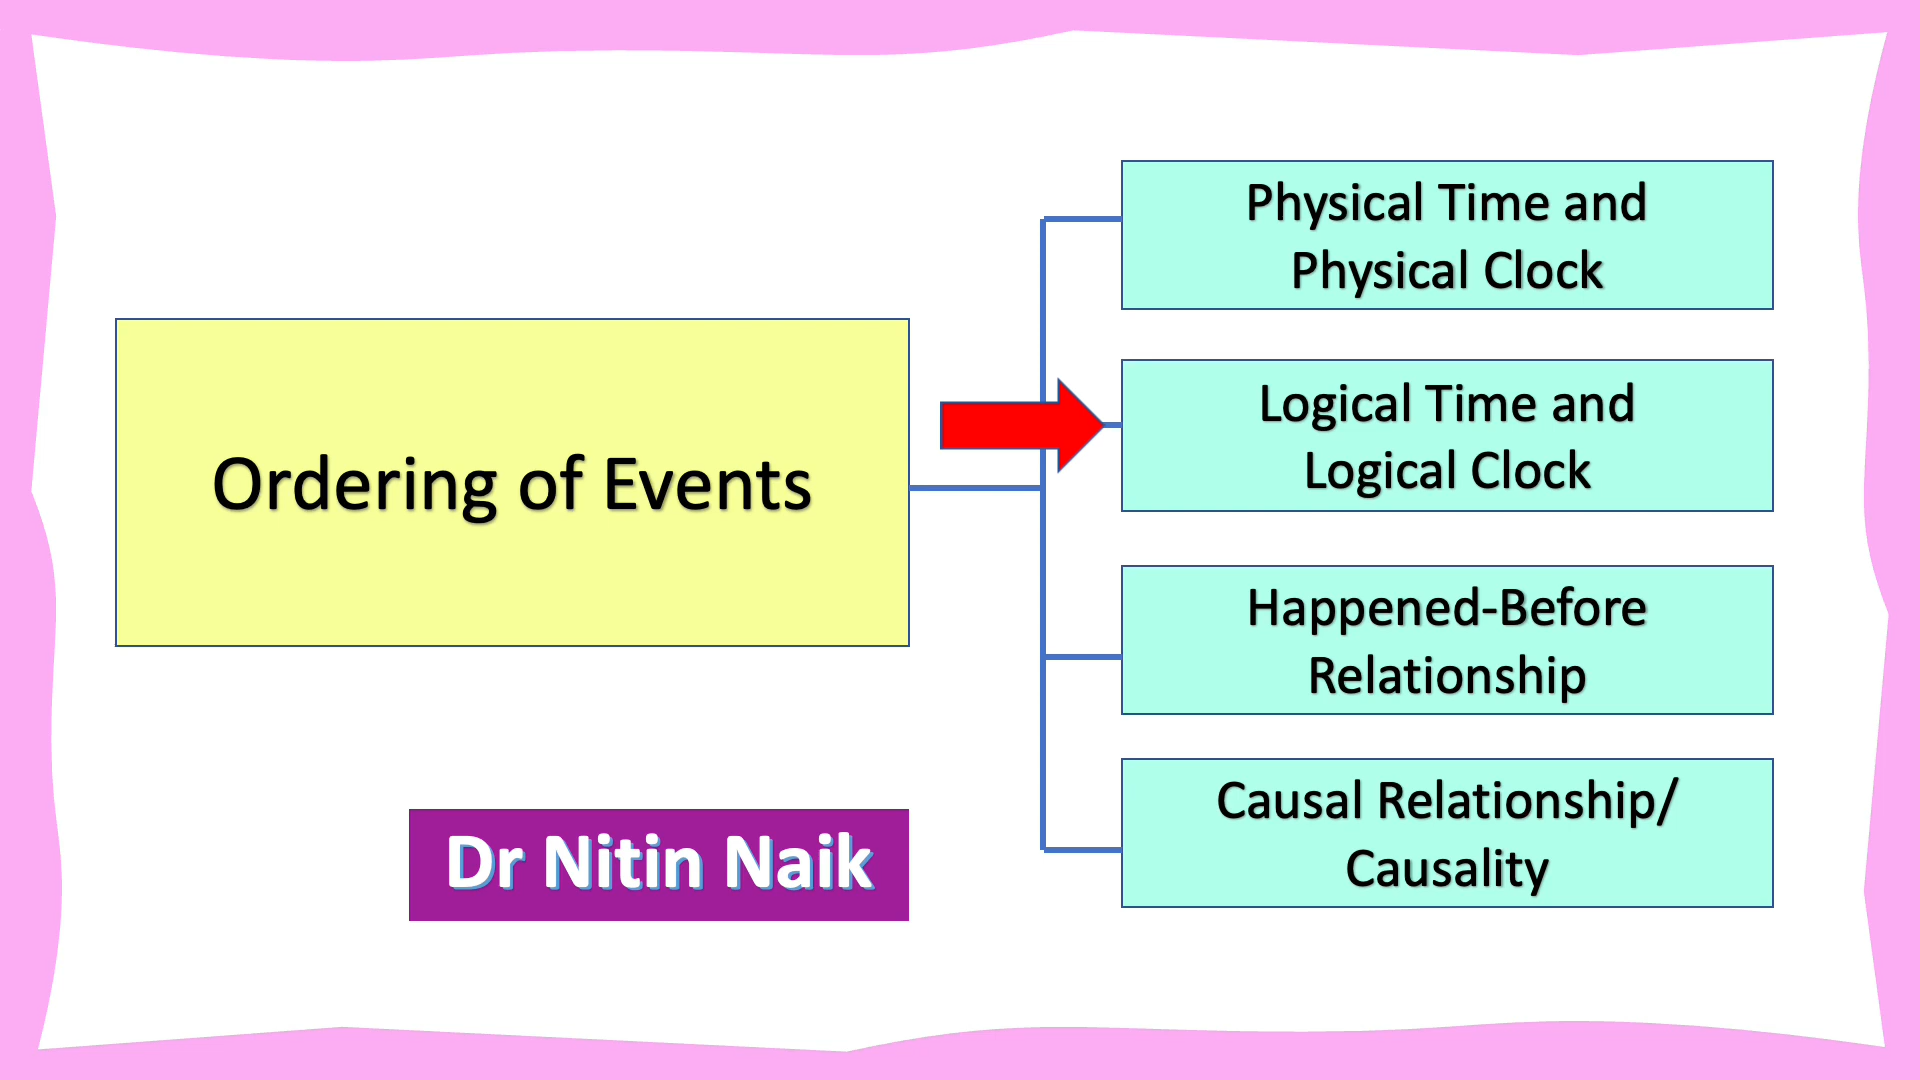 Ordering of Events
Physical Time and
Physical Clock
Logical Time and
Logical Clock
Happened-Before
Relationship
Causal Relationship/
Causality
Dr Nitin Naik